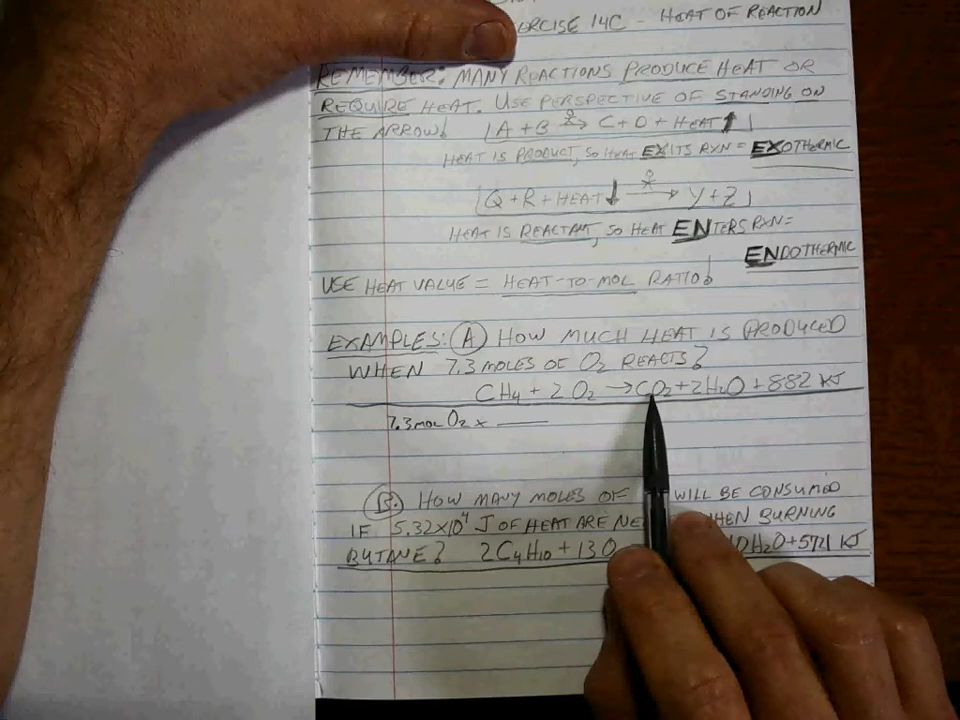 ERCISE 14C - HEAT OF REACTION
REMEMBER: MANY REACTIONS PRODUCE HEAT OR
REQUIRE HEAT. USE PERSPECTIVE OF STANDING ON
THE ARROW! A + B → C + D + HEAT ↑
HEAT IS PRODUCT, SO HEAT EXITS RXN = EXOTHERMIC
Q + R + HEAT ↓ → Y + Z
HEAT IS REACTANT, SO HEAT ENTERS RXN =
ENDOTHERMIC
USE HEAT VALUE = HEAT-TO-MOL RATIO!
EXAMPLES: A HOW MUCH HEAT IS PRODUCED
WHEN 7.3 MOLES OF O2 REACTS?
CH4 + 2 O2 → CO2 + 2H2O + 882 KJ
7.3 MOL O2 x
B. HOW MANY MOLES OF WILL BE CONSUMED
IF 5.32x10^4 J OF HEAT ARE NE WHEN BURNING
BUTANE? 2C4H10 + 13 O 10H2O + 5721 KJ